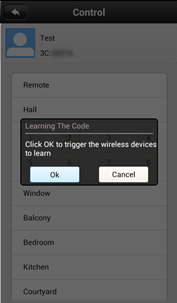 Control
Test
3C:
Remote
Hall
Learning The Code
Click OK to trigger the wireless devices
to learn
Ok
Cancel
Window
Balcony
Bedroom
Kitchen
Courtyard